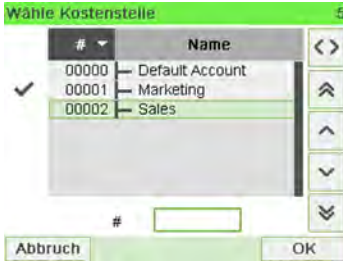 Wähle Kostenstelle 5
# Name
00000 Default Account
00001 Marketing
00002 Sales
#
Abbruch OK